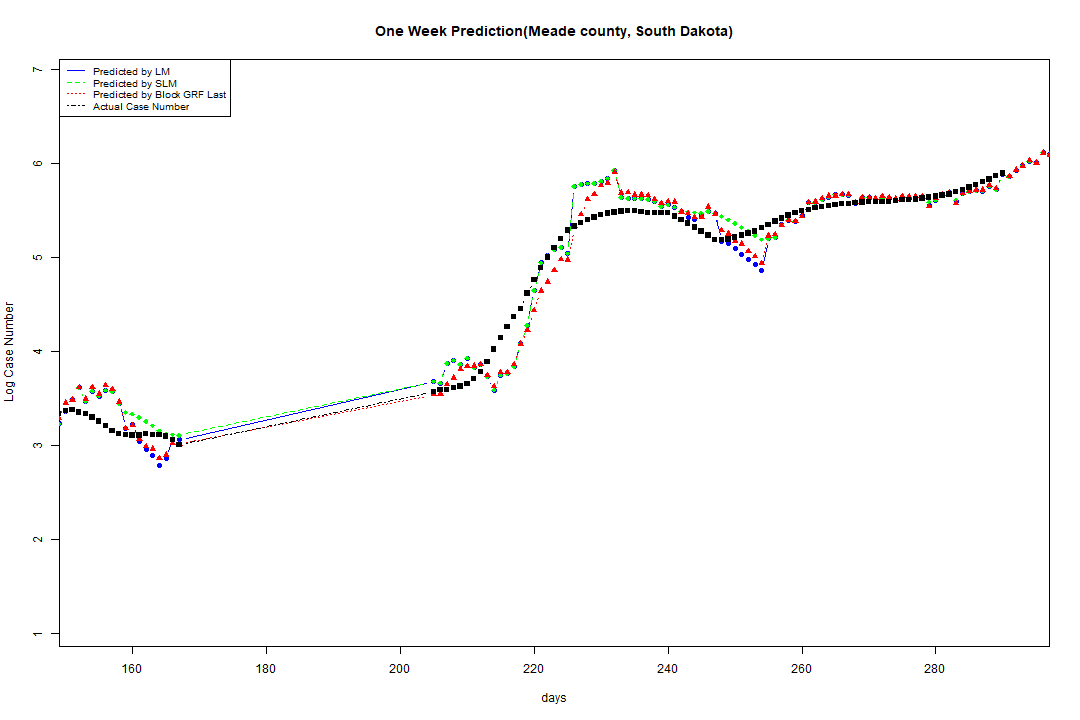 One Week Prediction(Meade county, South Dakota)
Predicted by LM
Predicted by SLM
Predicted by Block GRF Last
Actual Case Number
7
6
5
4
3
2
1
Log Case Number
160 180 200 220 240 260 280
days